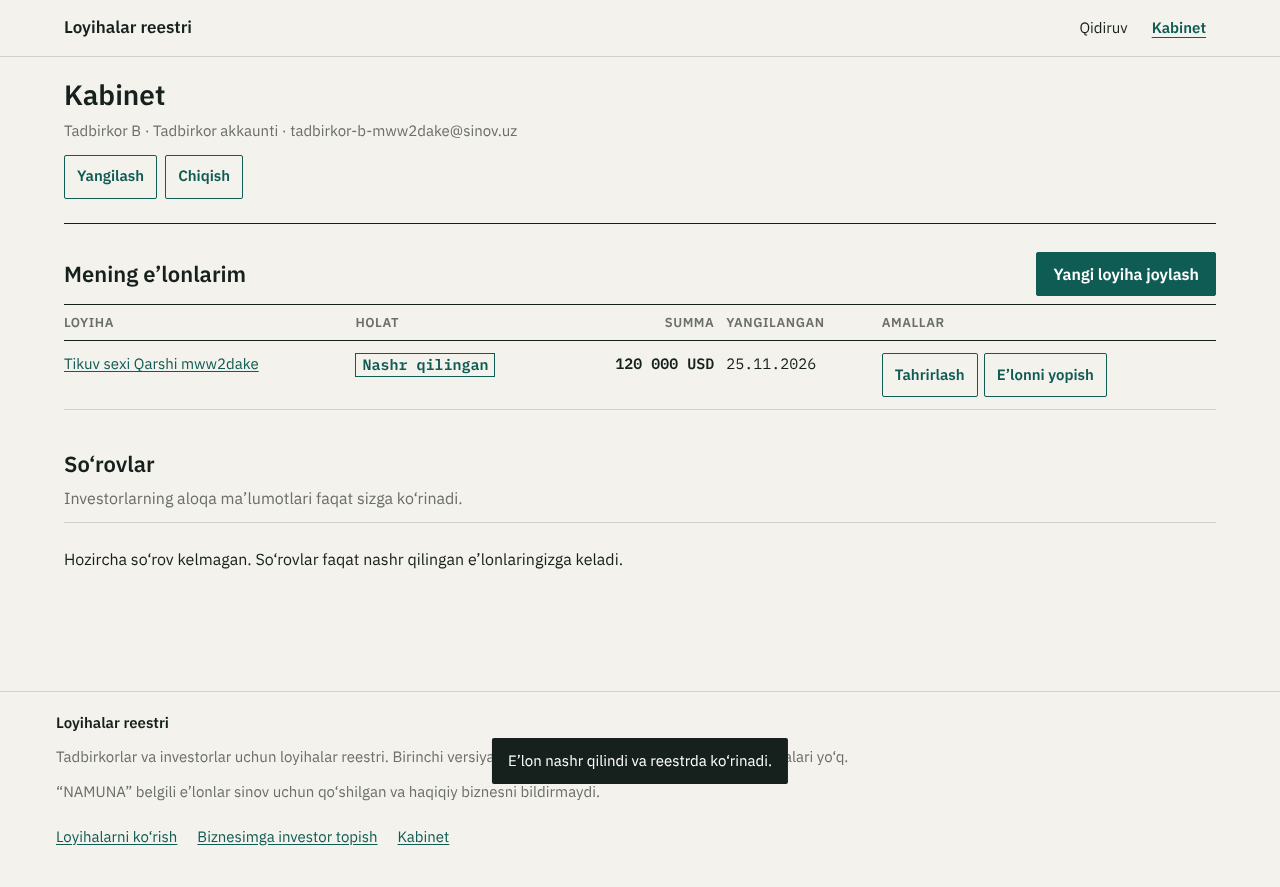 Loyihalar reestri
Qidiruv Kabinet
Kabinet
Tadbirkor B · Tadbirkor akkaunti · tadbirkor-b-mww2dake@sinov.uz
Yangilash Chiqish
Mening e’lonlarim
Yangi loyiha joylash
LOYIHA HOLAT SUMMA YANGILANGAN AMALLAR
Tikuv sexi Qarshi mww2dake Nashr qilingan 120 000 USD 25.11.2026 Tahrirlash E’lonni yopish
So‘rovlar
Investorlarning aloqa ma’lumotlari faqat sizga ko‘rinadi.
Hozircha so‘rov kelmagan. So‘rovlar faqat nashr qilingan e’lonlaringizga keladi.
Loyihalar reestri
Tadbirkorlar va investorlar uchun loyihalar reestri. Birinchi versiya yo‘q.
E’lon nashr qilindi va reestrda ko‘rinadi.
“NAMUNA” belgili e’lonlar sinov uchun qo‘shilgan va haqiqiy biznesni bildirmaydi.
Loyihalarni ko‘rish Biznesimga investor topish Kabinet